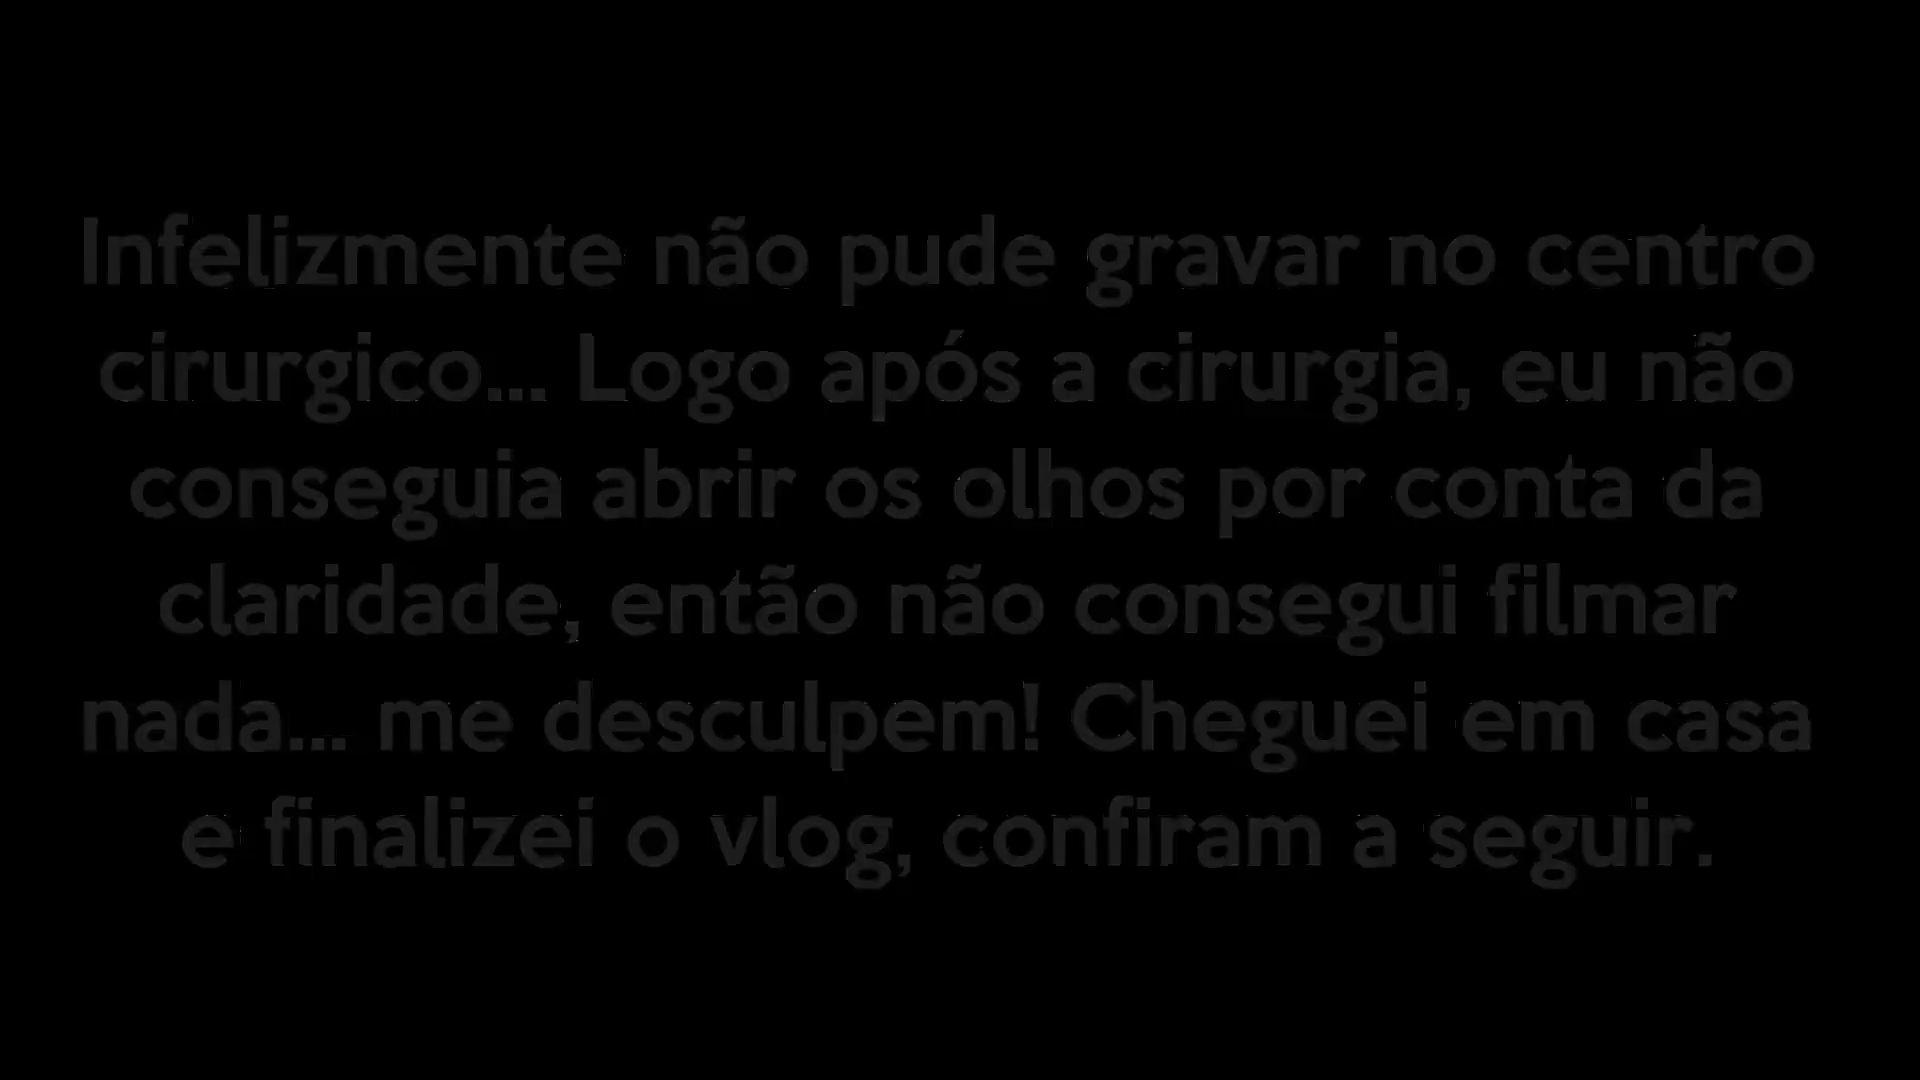 Infelizmente não pude gravar no centro
cirurgico... Logo após a cirurgia, eu não
conseguia abrir os olhos por conta da
claridade, então não consegui filmar
nada... me desculpem! Cheguei em casa
e finalizei o vlog, confiram a seguir.